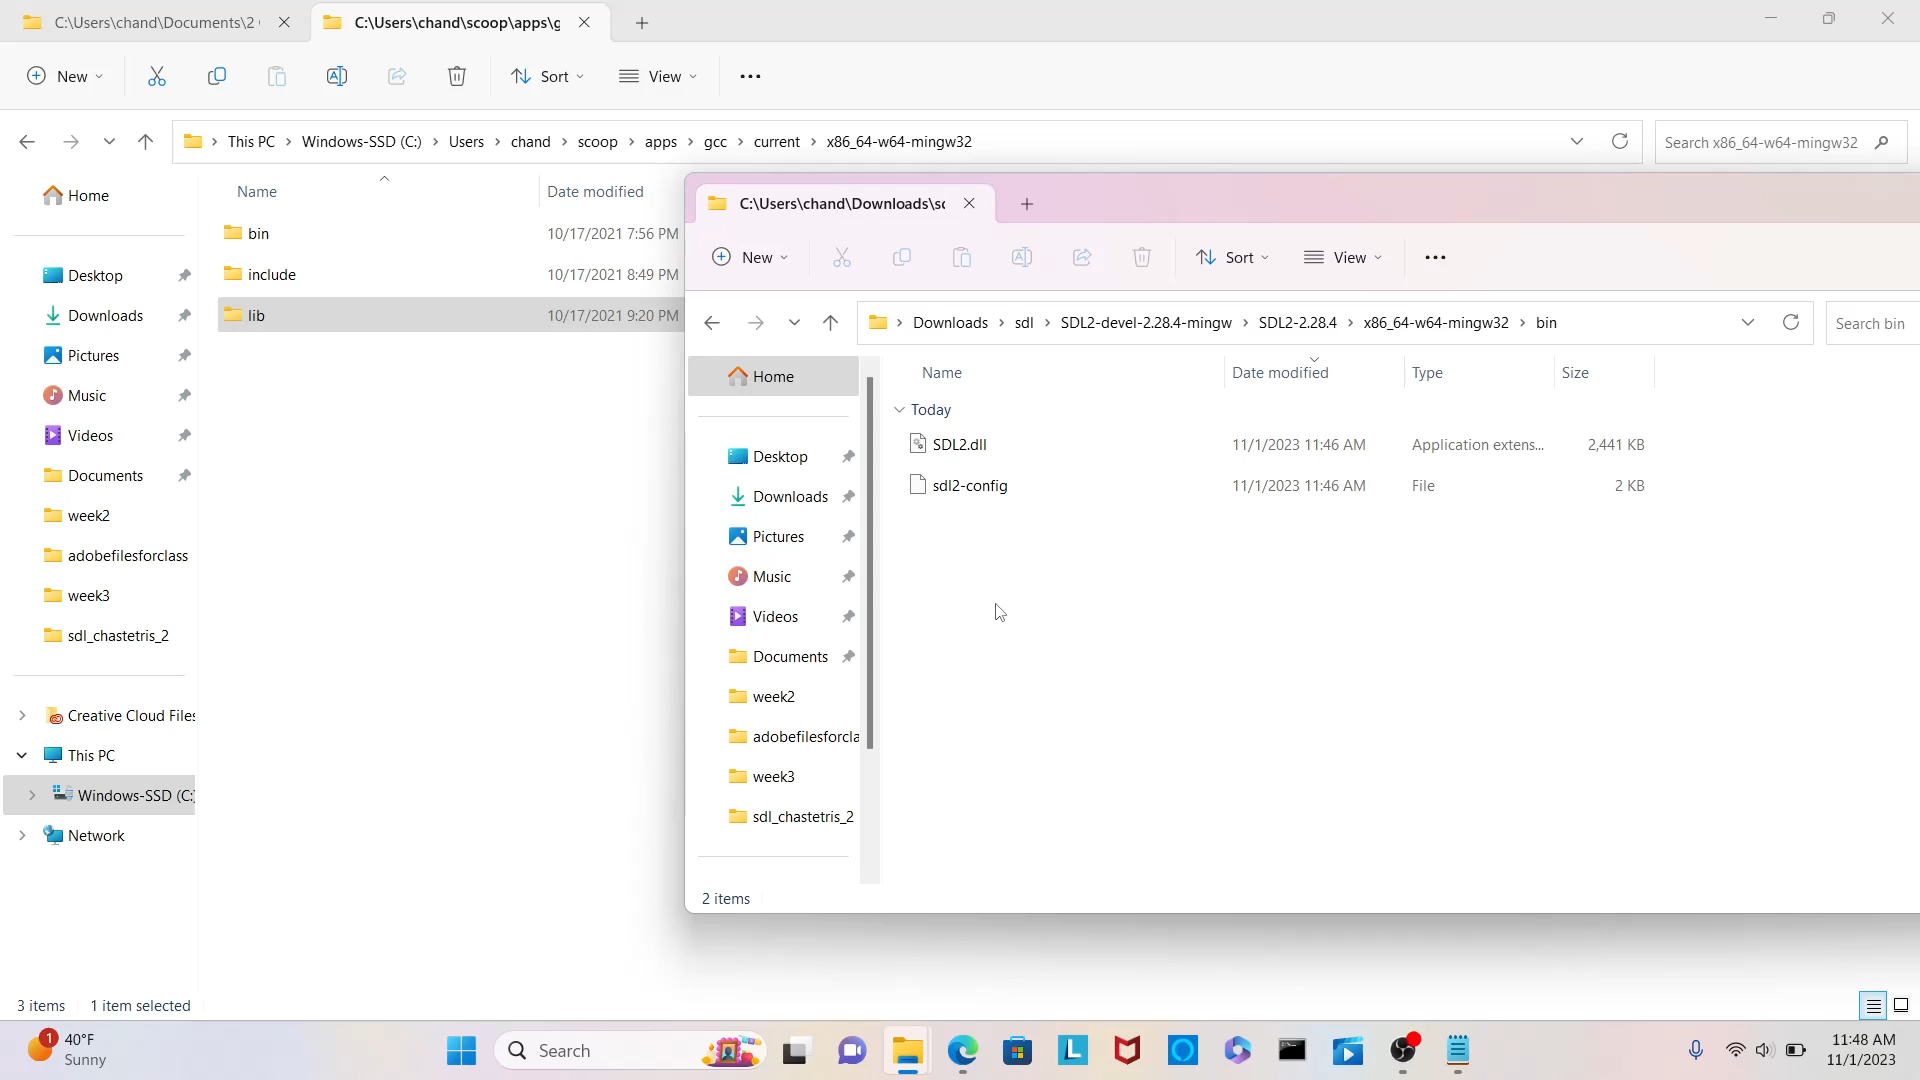 C:\Users\chand\Documents\2
C:\Users\chand\scoop\apps\g
New
Sort
View
This PC > Windows-SSD (C:) > Users > chand > scoop > apps > gcc > current > x86_64-w64-mingw32
Search x86_64-w64-mingw32
Home
Desktop
Downloads
Pictures
Music
Videos
Documents
week2
adobefilesforclass
week3
sdl_chastetris_2
Creative Cloud Files
This PC
Windows-SSD (C:)
Network
Name Date modified
bin 10/17/2021 7:56 PM
include 10/17/2021 8:49 PM
lib 10/17/2021 9:20 PM
C:\Users\chand\Downloads\sd
New
Sort
View
Downloads > sdl > SDL2-devel-2.28.4-mingw > SDL2-2.28.4 > x86_64-w64-mingw32 > bin
Search bin
Home
Desktop
Downloads
Pictures
Music
Videos
Documents
week2
adobefilesforcla
week3
sdl_chastetris_2
Name Date modified Type Size
Today
SDL2.dll 11/1/2023 11:46 AM Application extens... 2,441 KB
sdl2-config 11/1/2023 11:46 AM File 2 KB
2 items
3 items 1 item selected
1
40°F
Sunny
Search
L
11:48 AM
11/1/2023